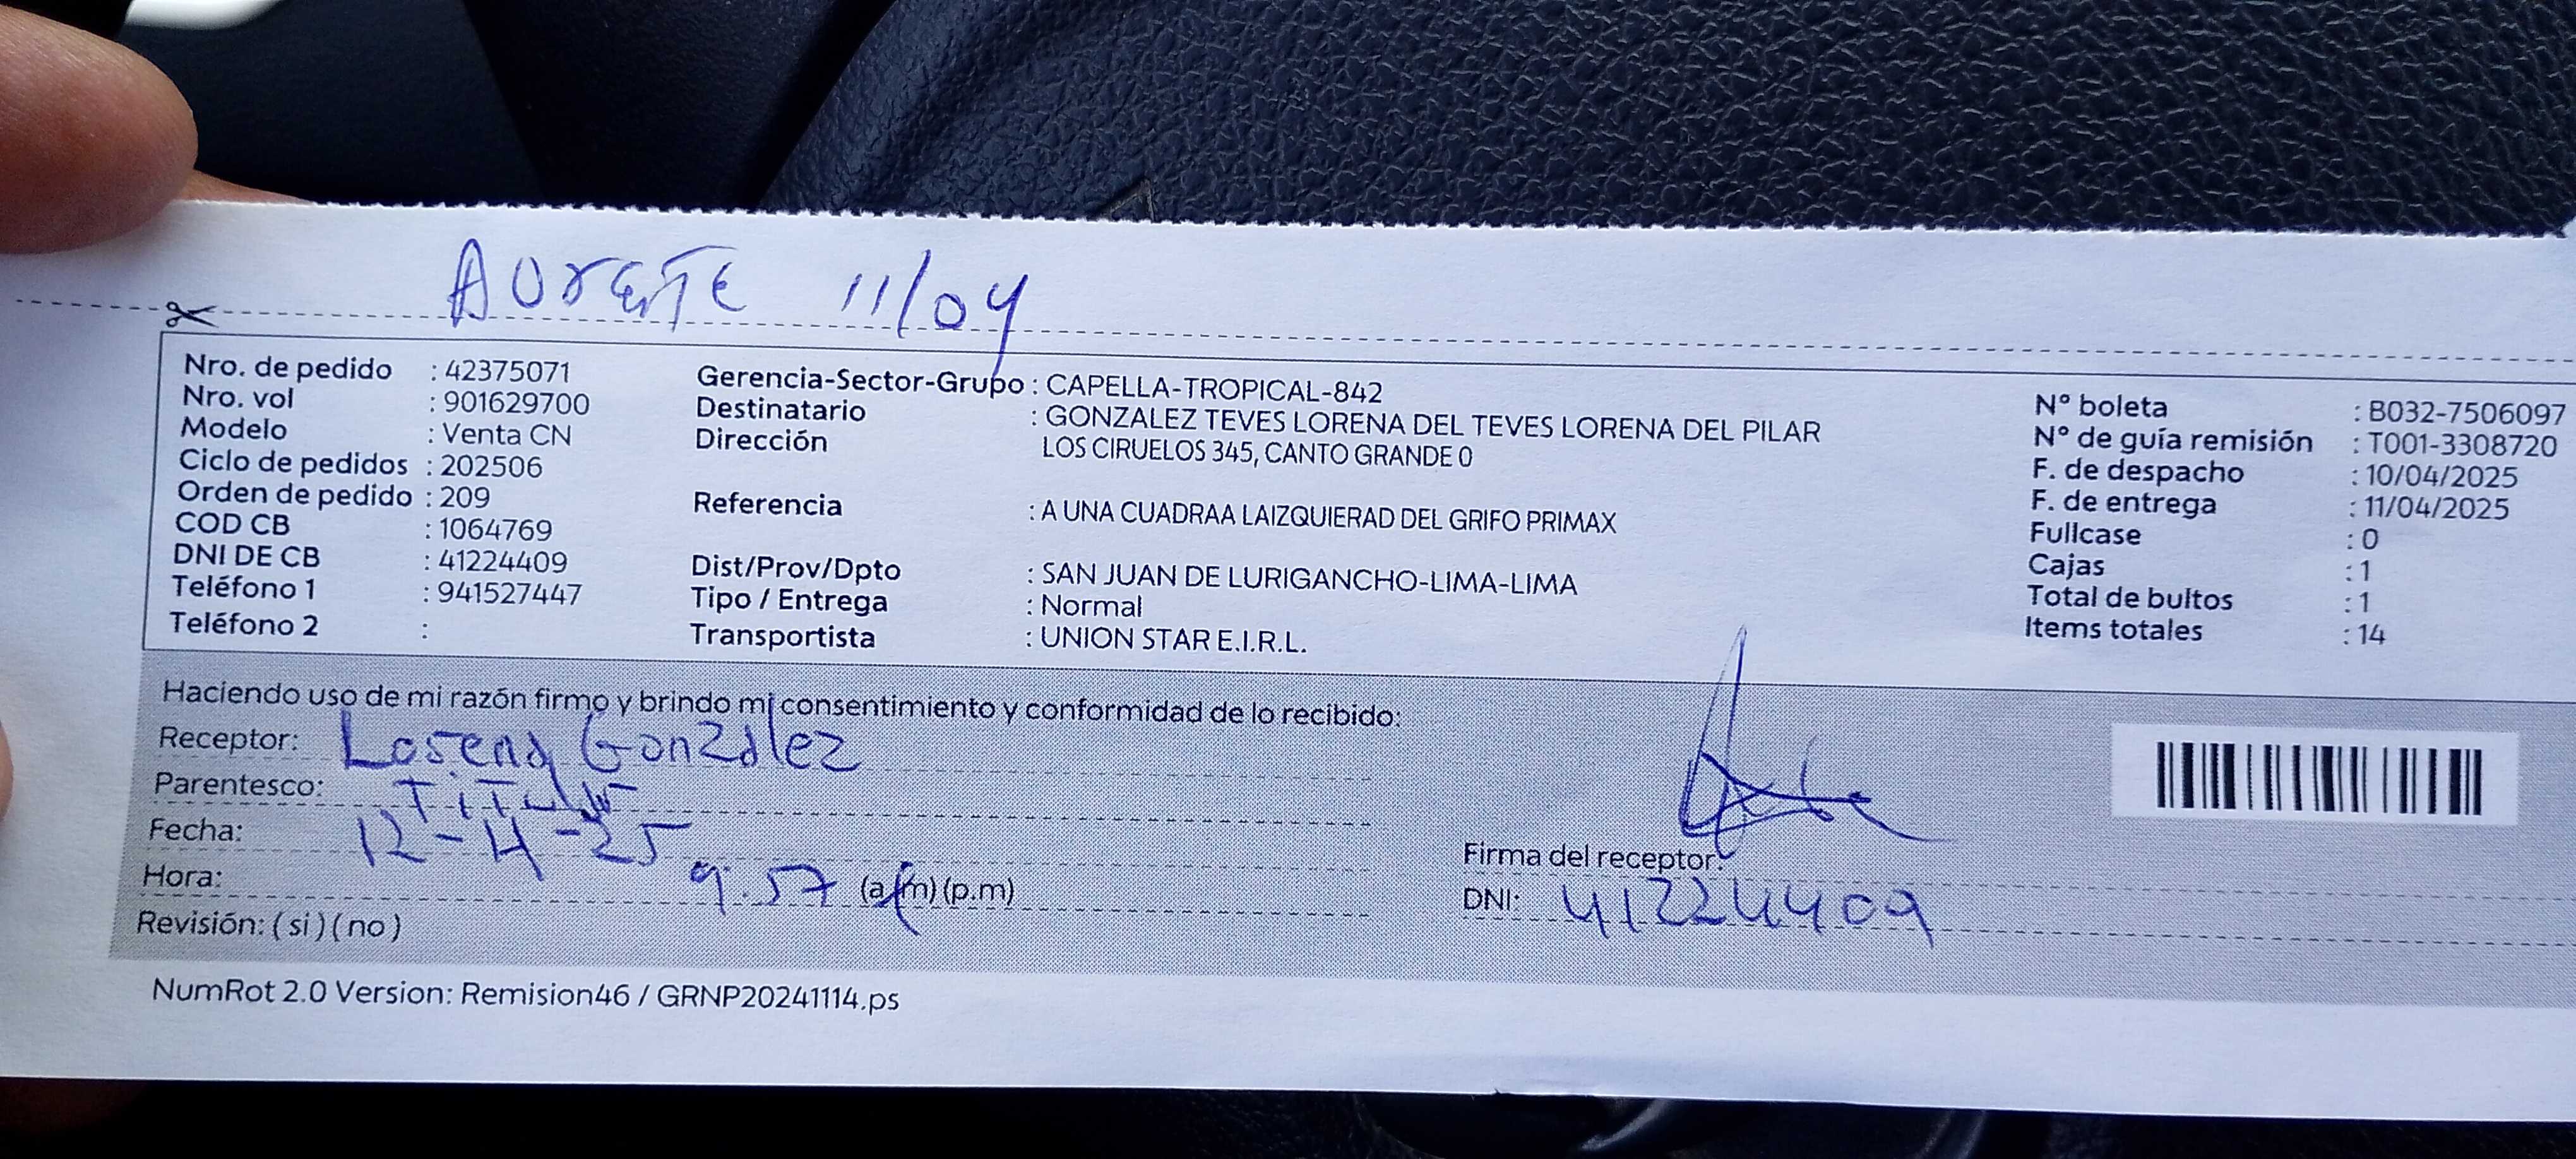 AUSENTE 11/04
Nro. de pedido : 42375071
Nro. vol : 901629700
Modelo : Venta CN
Ciclo de pedidos : 202506
Orden de pedido : 209
COD CB : 1064769
DNI DE CB : 41224409
Teléfono 1 : 941527447
Teléfono 2 :
Gerencia-Sector-Grupo : CAPELLA-TROPICAL-842
Destinatario : GONZALEZ TEVES LORENA DEL TEVES LORENA DEL PILAR
Dirección LOS CIRUELOS 345, CANTO GRANDE 0
Referencia : A UNA CUADRAA LAIZQUIERAD DEL GRIFO PRIMAX
Dist/Prov/Dpto : SAN JUAN DE LURIGANCHO-LIMA-LIMA
Tipo / Entrega : Normal
Transportista : UNION STAR E.I.R.L.
N° boleta : B032-7506097
N° de guía remisión : T001-3308720
F. de despacho : 10/04/2025
F. de entrega : 11/04/2025
Fullcase : 0
Cajas : 1
Total de bultos : 1
Items totales : 14
Haciendo uso de mi razón firmo y brindo mi consentimiento y conformidad de lo recibido:
Receptor: Lorena Gonzalez
Parentesco: Titular
Fecha: 12-4-25
Hora: 9:57 (a.m) (p.m)
Revisión: ( si ) ( no )
Firma del receptor:
DNI: 41224409
NumRot 2.0 Version: Remision46 / GRNP20241114.ps